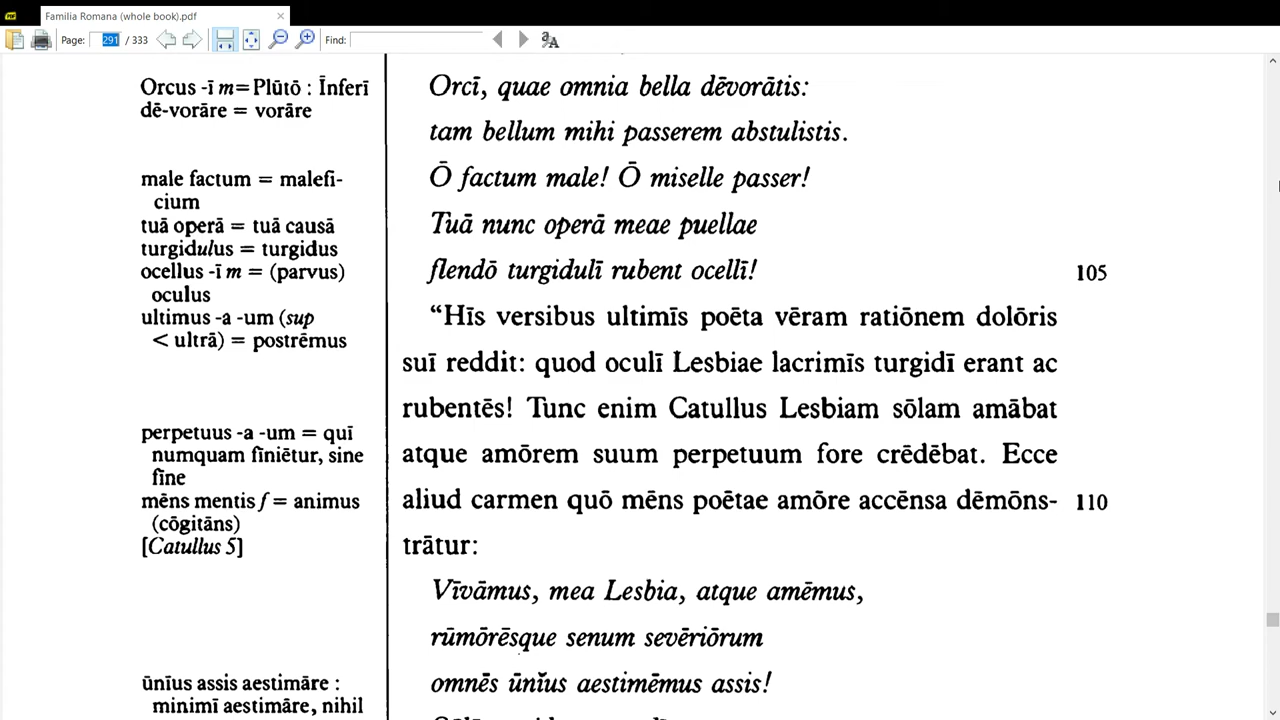 Familia Romana (whole book).pdf
Page: 291 / 333
Find:
Orcus -ī m= Plūtō : Īnferī
dē-vorāre = vorāre
male factum = malefi-
cium
tuā operā = tuā causā
turgidulus = turgidus
ocellus -ī m = (parvus)
oculus
ultimus -a -um (sup
< ultrā) = postrēmus
perpetuus -a -um = quī
numquam fīniētur, sine
fīne
mēns mentis f = animus
(cōgitāns)
[Catullus 5]
ūnīus assis aestimāre :
minimī aestimāre, nihil
Orcī, quae omnia bella dēvorātis:
tam bellum mihi passerem abstulistis.
Ō factum male! Ō miselle passer!
Tuā nunc operā meae puellae
flendō turgidulī rubent ocellī!
105
“Hīs versibus ultimīs poēta vēram ratiōnem dolōris
suī reddit: quod oculī Lesbiae lacrimīs turgidī erant ac
rubentēs! Tunc enim Catullus Lesbiam sōlam amābat
atque amōrem suum perpetuum fore crēdēbat. Ecce
aliud carmen quō mēns poētae amōre accēnsa dēmōns-
110
trātur:
Vīvāmus, mea Lesbia, atque amēmus,
rūmōrēsque senum sevēriōrum
omnēs ūnīus aestimēmus assis!